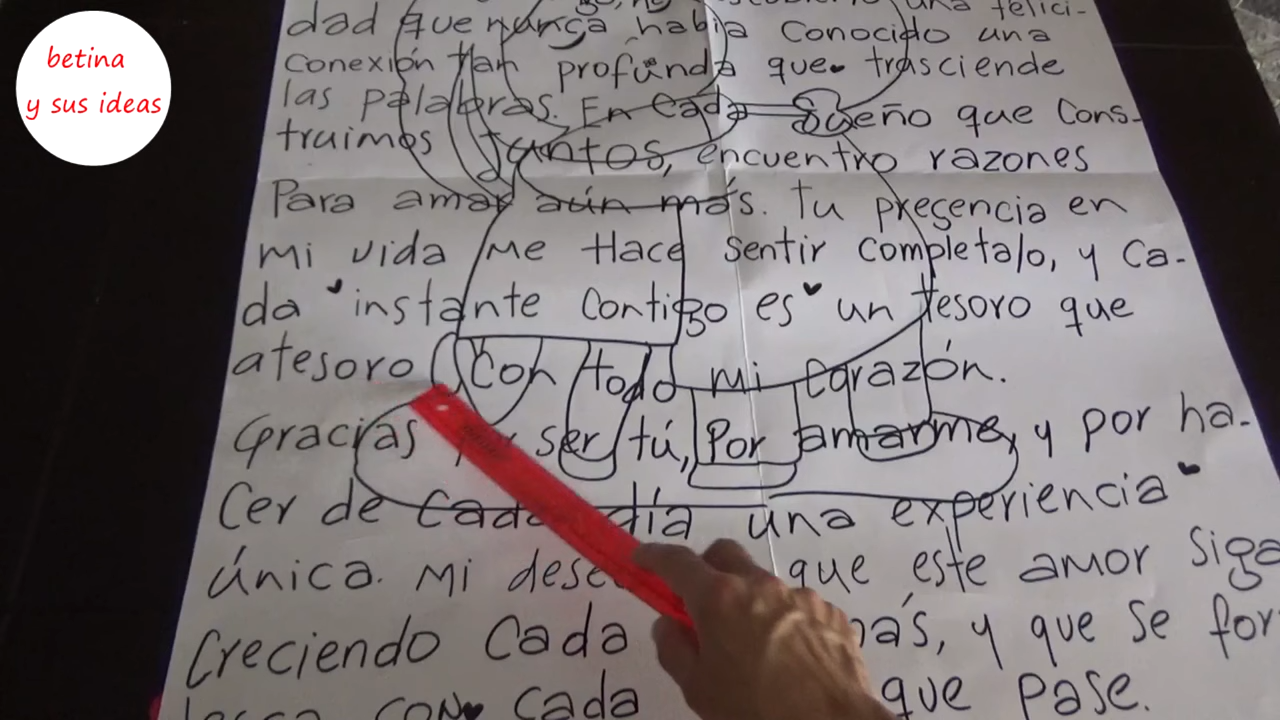 betina
y sus ideas
una felici-
dad que nunca había conocido una
conexión tan profunda que trasciende
las palabras. En cada sueño que cons-
truimos juntos, encuentro razones
Para amar aún más. Tu presencia en
mi vida me Hace sentir completa/o, y ca-
da instante contigo es un tesoro que
atesoro con todo mi corazón.
Gracias ser tú, Por amarme, y por ha-
cer de cada día una experiencia
única. Mi que este amor siga
creciendo cada más, y que se for
con cada que pase.